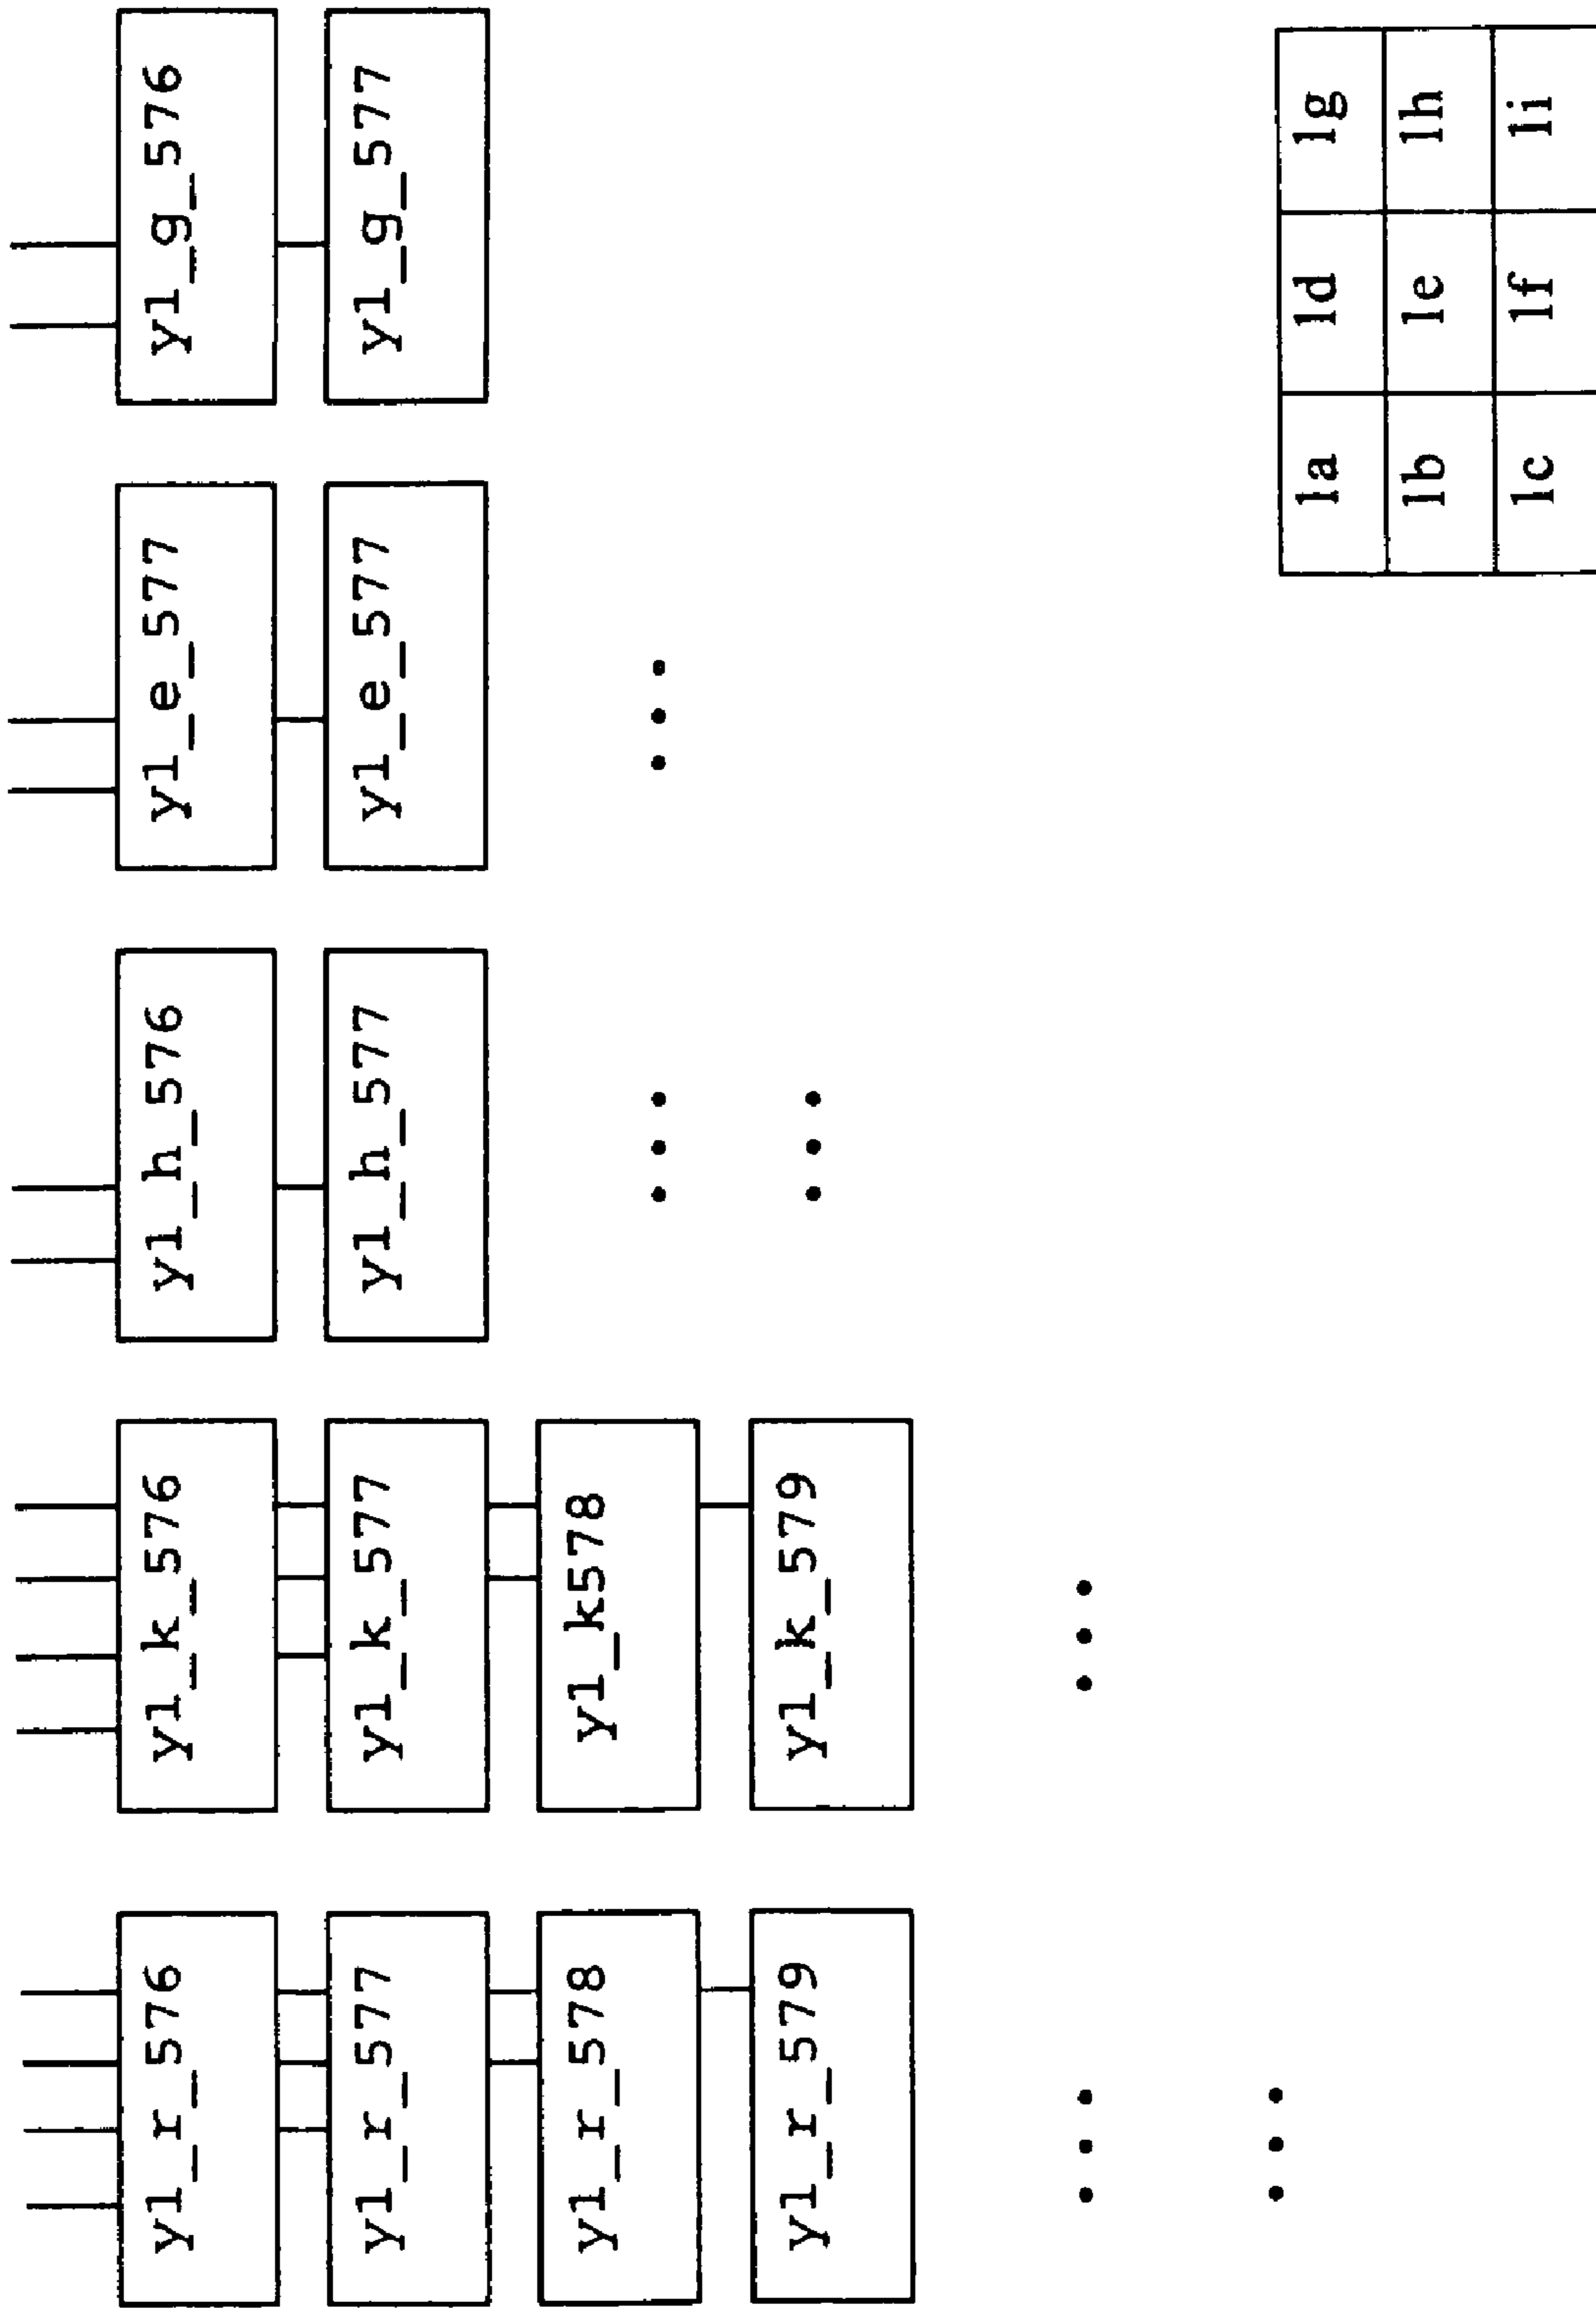 y1_r_576 y1_k_576 y1_h_576 y1_e_577 y1_g_576
y1_r_577 y1_k_577 y1_h_577 y1_e_577 y1_g_577
y1_r_578 y1_k578
y1_r_579 y1_k_579
1a 1d 1g
1b 1e 1h
1c 1f 1i